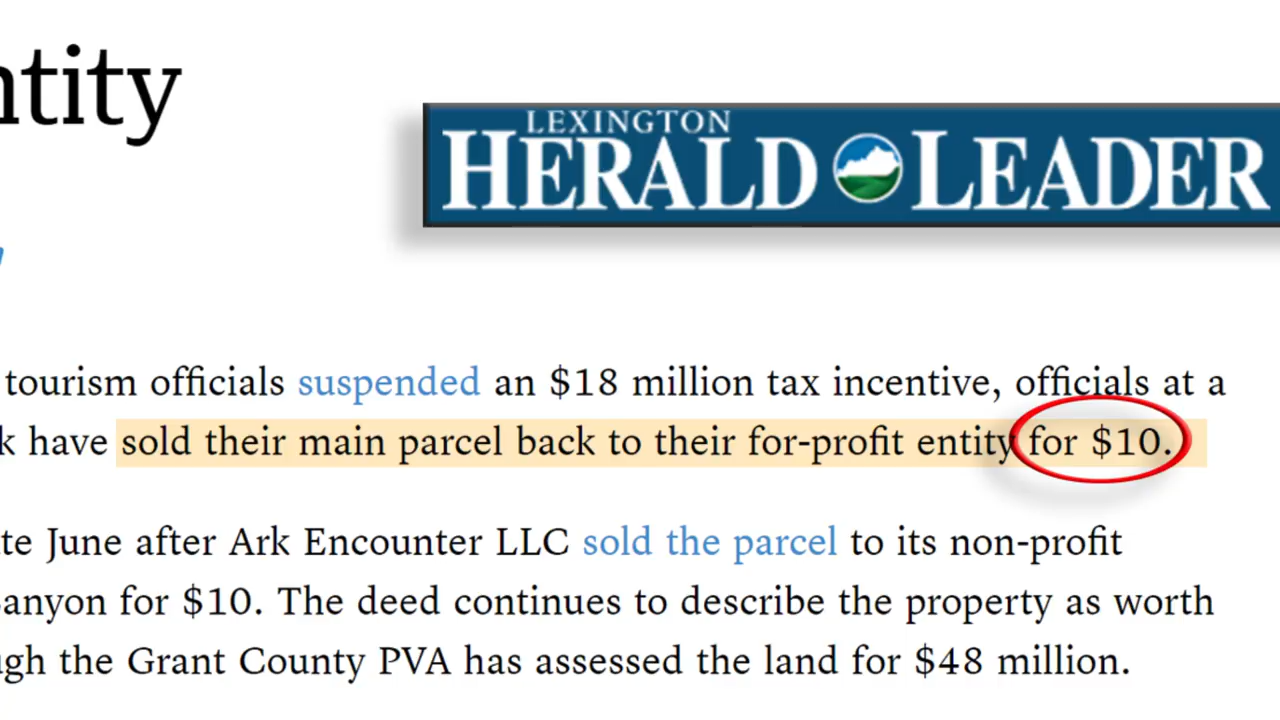 ntity
LEXINGTON
HERALD LEADER
tourism officials suspended an $18 million tax incentive, officials at a
k have sold their main parcel back to their for-profit entity for $10.
te June after Ark Encounter LLC sold the parcel to its non-profit
anyon for $10. The deed continues to describe the property as worth
gh the Grant County PVA has assessed the land for $48 million.